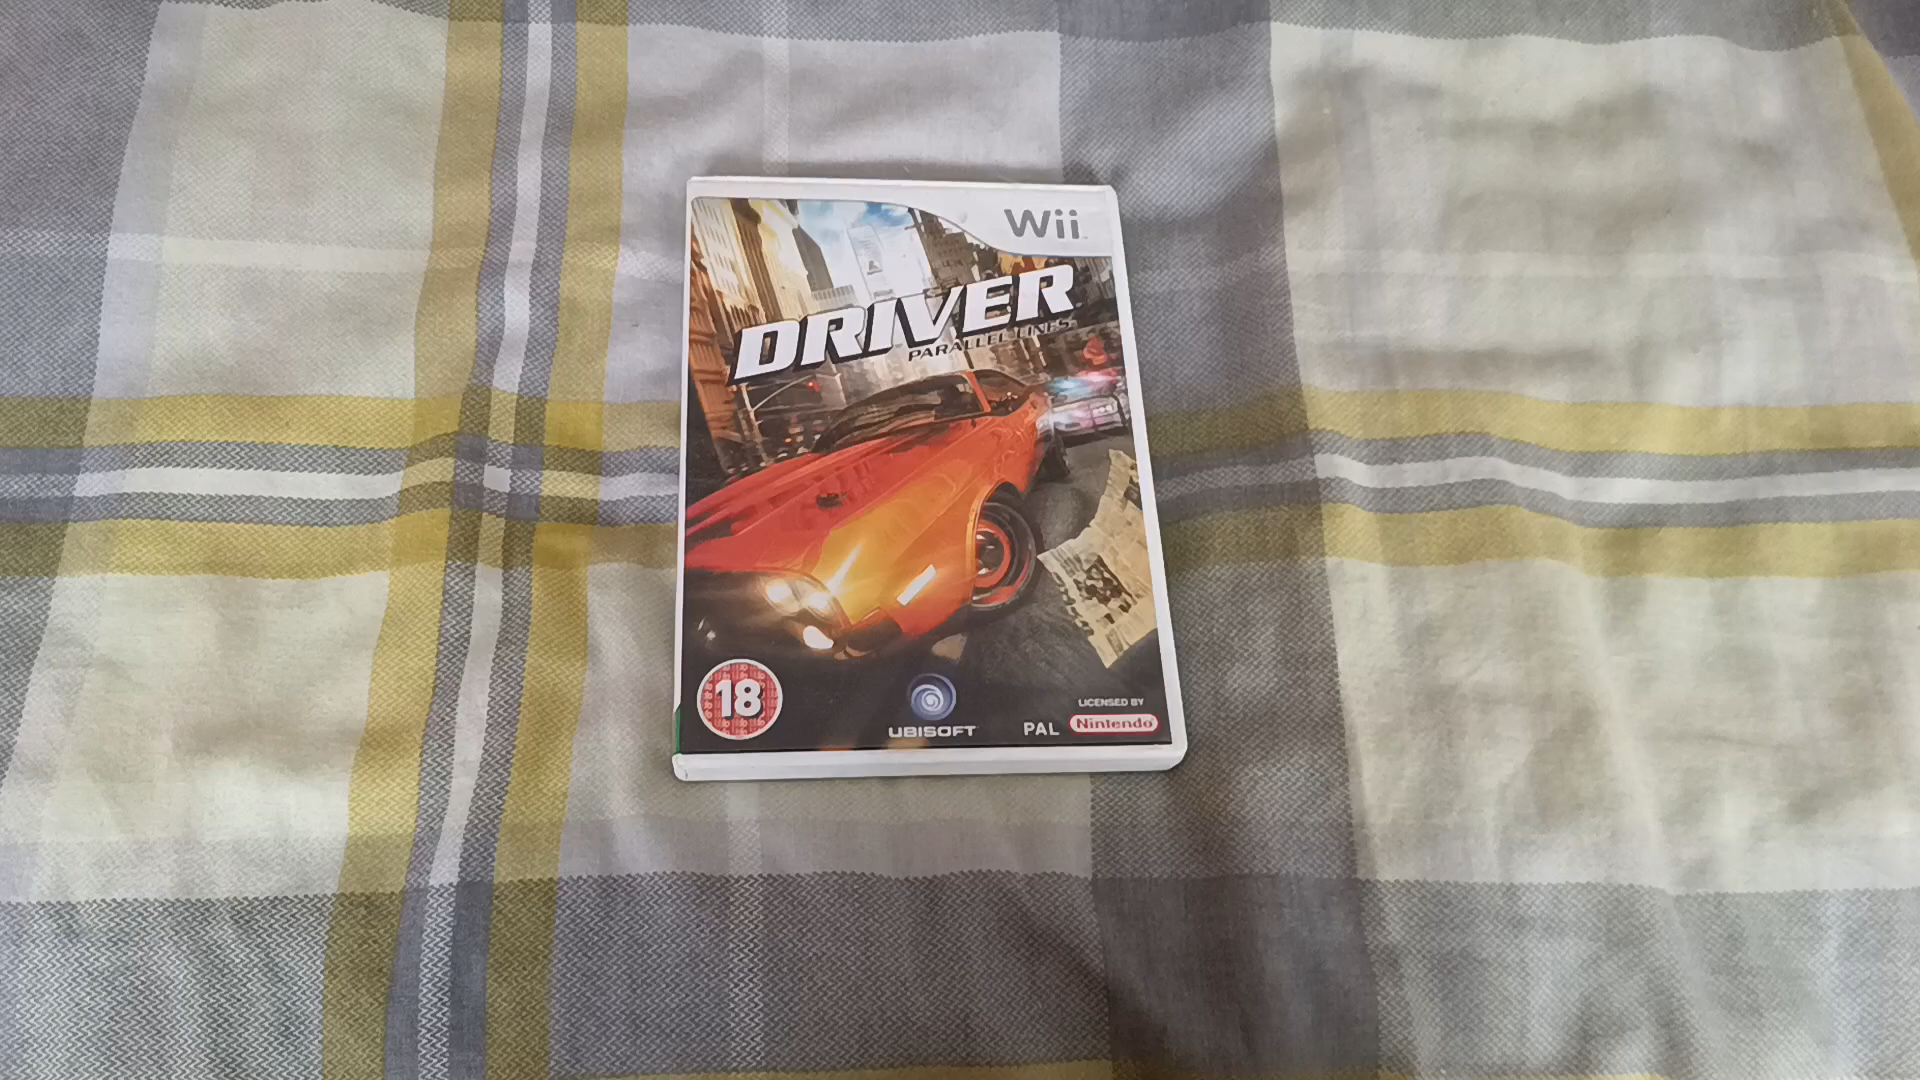 Wii
DRIVER
PARALLEL LINES
18
UBISOFT
PAL
LICENSED BY
Nintendo